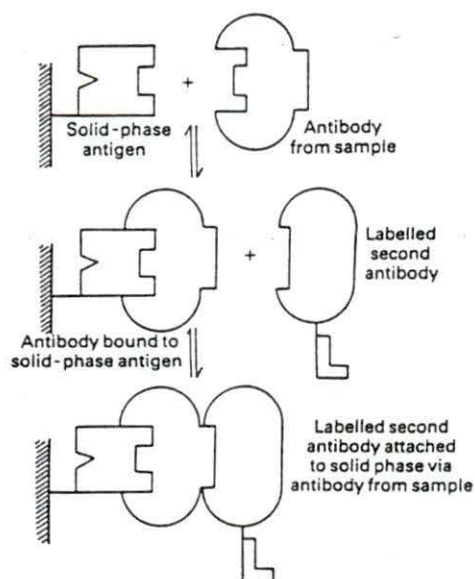 +
Solid-phase
antigen
Antibody
from sample
+
Labelled
second
antibody
Antibody bound to
solid-phase antigen
Labelled second
antibody attached
to solid phase via
antibody from sample